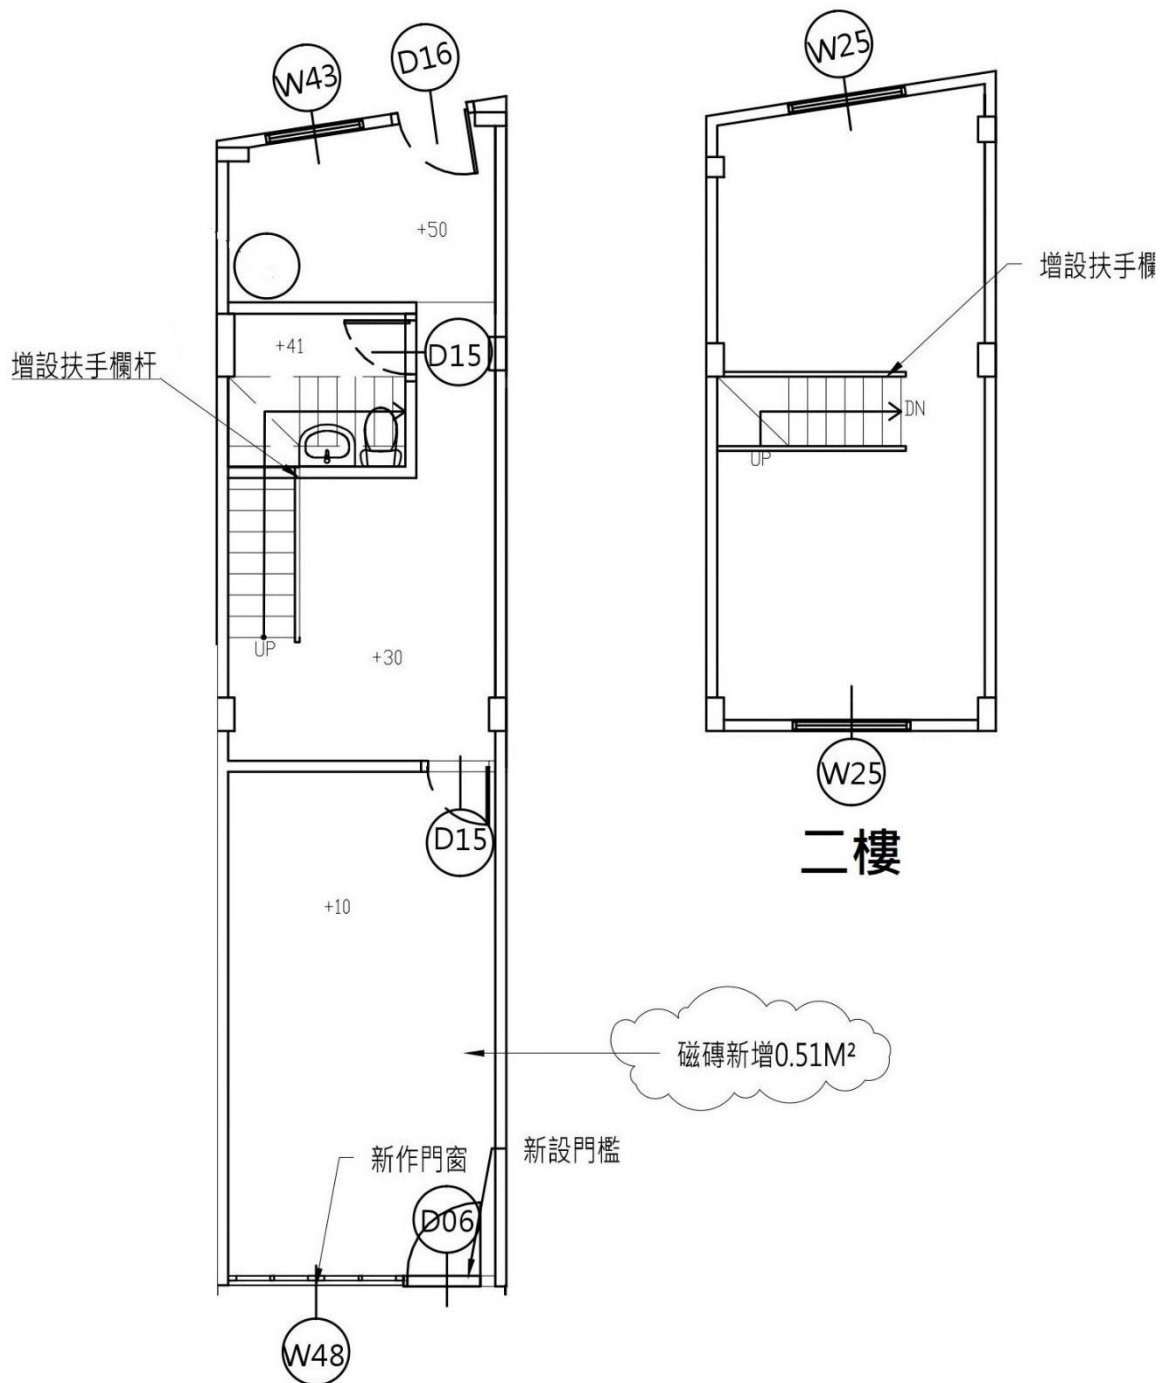 W43
D16
+50
+41
D15
增設扶手欄杆
UP
+30
D15
+10
磁磚新增0.51M²
新作門窗
新設門檻
D06
W48
W25
增設扶手欄
DN
UP
W25
二樓